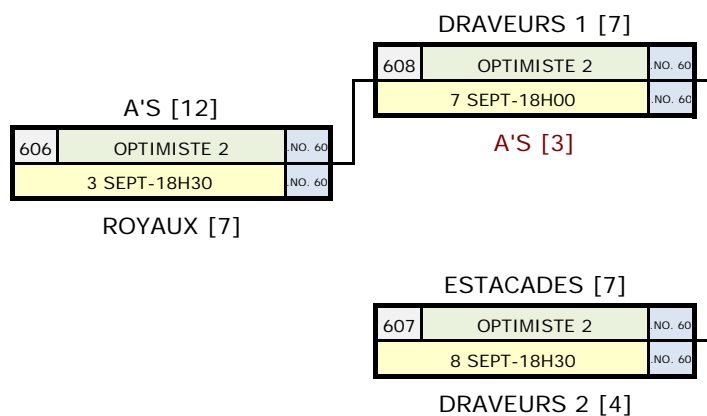 DRAVEURS 1 [7]
608 OPTIMISTE 2 .NO. 60
7 SEPT-18H00 .NO. 60
A'S [3]
A'S [12]
606 OPTIMISTE 2 .NO. 60
3 SEPT-18H30 .NO. 60
ROYAUX [7]
ESTACADES [7]
607 OPTIMISTE 2 .NO. 60
8 SEPT-18H30 .NO. 60
DRAVEURS 2 [4]